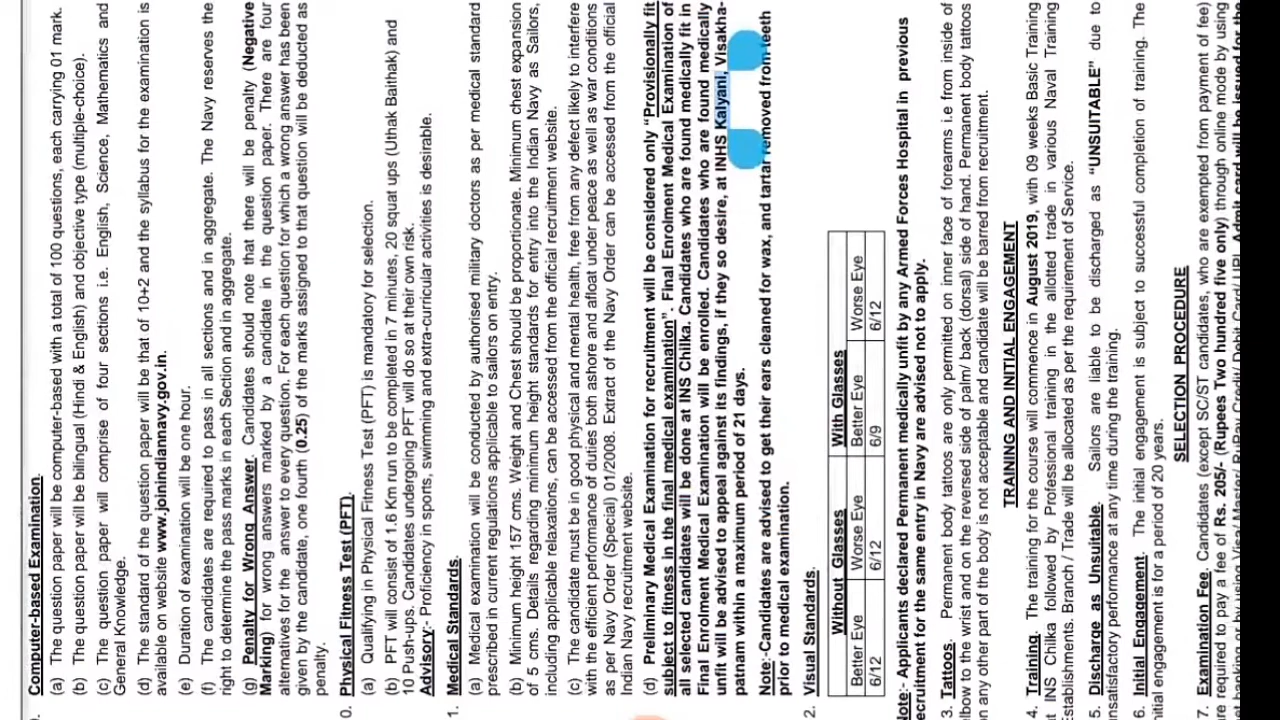 Computer-based Examination.
(a) The question paper will be computer-based with a total of 100 questions, each carrying 01 mark.
(b) The question paper will be bilingual (Hindi & English) and objective type (multiple-choice).
(c) The question paper will comprise of four sections i.e. English, Science, Mathematics and
General Knowledge.
(d) The standard of the question paper will be that of 10+2 and the syllabus for the examination is
available on website www.joinindiannavy.gov.in.
(e) Duration of examination will be one hour.
(f) The candidates are required to pass in all sections and in aggregate. The Navy reserves the
right to determine the pass marks in each Section and in aggregate.
(g) Penalty for Wrong Answer. Candidates should note that there will be penalty (Negative
Marking) for wrong answers marked by a candidate in the question paper. There are four
alternatives for the answer to every question. For each question for which a wrong answer has been
given by the candidate, one fourth (0.25) of the marks assigned to that question will be deducted as
penalty.
0. Physical Fitness Test (PFT).
(a) Qualifying in Physical Fitness Test (PFT) is mandatory for selection.
(b) PFT will consist of 1.6 Km run to be completed in 7 minutes, 20 squat ups (Uthak Baithak) and
10 Push-ups. Candidates undergoing PFT will do so at their own risk.
Advisory:- Proficiency in sports, swimming and extra-curricular activities is desirable.
1. Medical Standards.
(a) Medical examination will be conducted by authorised military doctors as per medical standard
prescribed in current regulations applicable to sailors on entry.
(b) Minimum height 157 cms. Weight and Chest should be proportionate. Minimum chest expansion
of 5 cms. Details regarding minimum height standards for entry into the Indian Navy as Sailors,
including applicable relaxations, can be accessed from the official recruitment website.
(c) The candidate must be in good physical and mental health, free from any defect likely to interfere
with the efficient performance of duties both ashore and afloat under peace as well as war conditions
as per Navy Order (Special) 01/2008. Extract of the Navy Order can be accessed from the official
Indian Navy recruitment website.
(d) Preliminary Medical Examination for recruitment will be considered only "Provisionally fit
subject to fitness in the final medical examination". Final Enrolment Medical Examination of
all selected candidates will be done at INS Chilka. Candidates who are found medically fit in
Final Enrolment Medical Examination will be enrolled. Candidates who are found medically
unfit will be advised to appeal against its findings, if they so desire, at INHS Kalyani, Visakha-
patnam within a maximum period of 21 days.
Note:-Candidates are advised to get their ears cleaned for wax, and tartar removed from teeth
prior to medical examination.
2. Visual Standards.
Without Glasses With Glasses
Better Eye Worse Eye Better Eye Worse Eye
6/12 6/12 6/9 6/12
Note:- Applicants declared Permanent medically unfit by any Armed Forces Hospital in previous
recruitment for the same entry in Navy are advised not to apply.
3. Tattoos. Permanent body tattoos are only permitted on inner face of forearms i.e from inside of
elbow to the wrist and on the reversed side of palm/ back (dorsal) side of hand. Permanent body tattoos
on any other part of the body is not acceptable and candidate will be barred from recruitment.
TRAINING AND INITIAL ENGAGEMENT
4. Training. The training for the course will commence in August 2019, with 09 weeks Basic Training
at INS Chilka followed by Professional training in the allotted trade in various Naval Training
Establishments. Branch / Trade will be allocated as per the requirement of Service.
5. Discharge as Unsuitable. Sailors are liable to be discharged as "UNSUITABLE" due to
unsatisfactory performance at any time during the training.
6. Initial Engagement. The initial engagement is subject to successful completion of training. The
initial engagement is for a period of 20 years.
SELECTION PROCEDURE
7. Examination Fee. Candidates (except SC/ST candidates, who are exempted from payment of fee)
are required to pay a fee of Rs. 205/- (Rupees Two hundred five only) through online mode by using
net banking or by using Visa/ Master/ RuPay Credit/ Debit Card/ UPI. Admit card will be issued for the